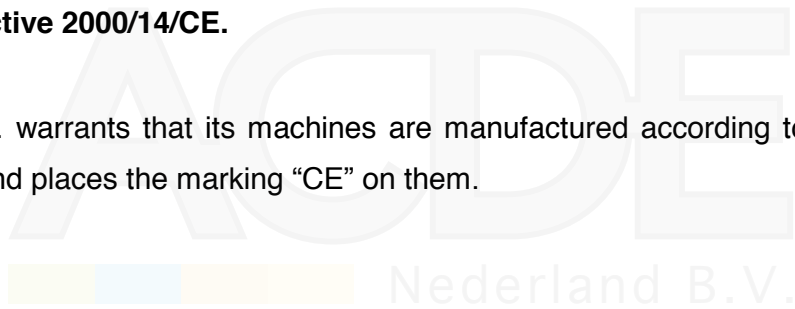 ctive 2000/14/CE.
warrants that its machines are manufactured according to
nd places the marking “CE” on them.
ACDE
Nederland B.V.